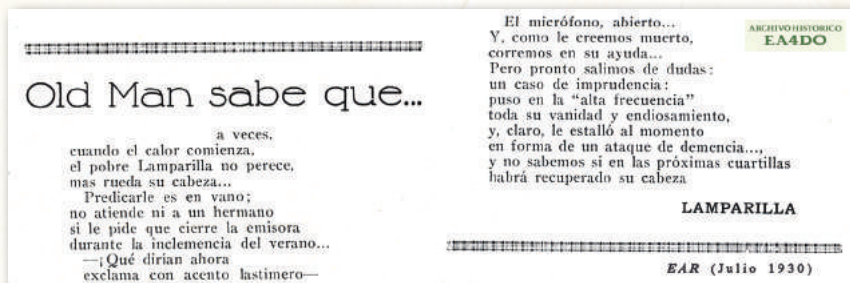 Old Man sabe que...
a veces,
cuando el calor comienza,
el pobre Lamparilla no perece,
mas rueda su cabeza...
Predicarle es en vano;
no atiende ni a un hermano
si le pide que cierre la emisora
durante la inclemencia del verano...
—¡Qué dirian ahora
exclama con acento lastimero—
El micrófono, abierto...
Y, como le creemos muerto,
corremos en su ayuda...
Pero pronto salimos de dudas:
un caso de imprudencia:
puso en la "alta frecuencia"
toda su vanidad y endiosamiento,
y, claro, le estalló al momento
en forma de un ataque de demencia...,
y no sabemos si en las próximas cuartillas
habrá recuperado su cabeza
LAMPARILLA
EAR (Julio 1930)
ARCHIVO HISTORICO
EA4DO